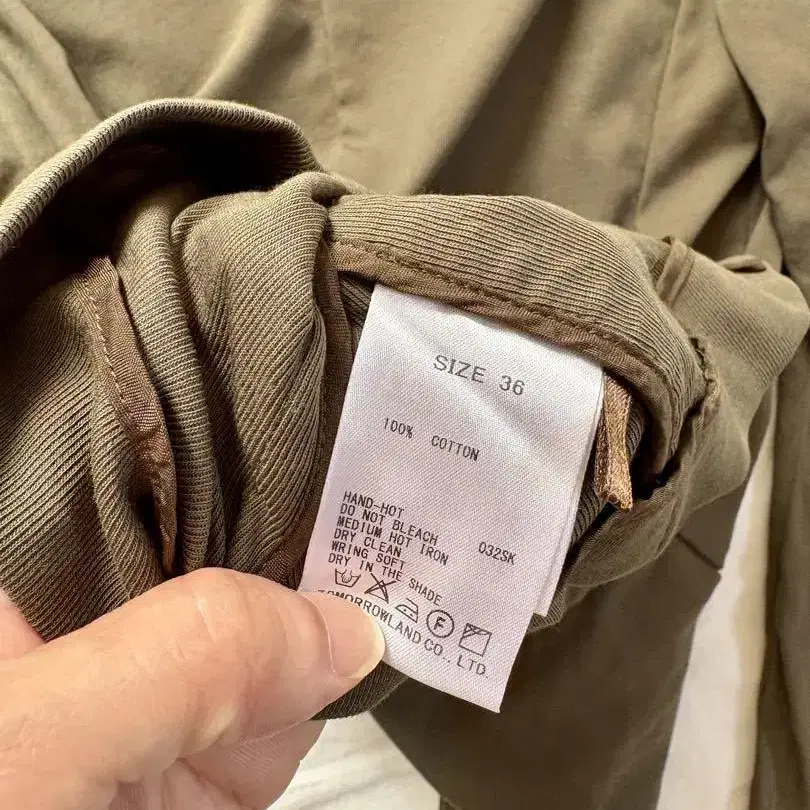 SIZE 36
100% COTTON
HAND-HOT
DO NOT BLEACH
MEDIUM HOT IRON
DRY CLEAN
WRING SOFT
DRY IN THE SHADE
032SK
F
TOMORROWLAND CO., LTD.